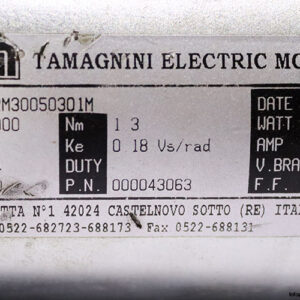 TAMAGNINI ELECTRIC MO
M30050301M DATE
000 Nm 1 3 WATT
Ke 0 18 Vs/rad AMP
DUTY V.BRA
P.N. 000043063 F.F.
TTA N°1 42024 CASTELNOVO SOTTO (RE) ITA
0522-682723-688173 Fax 0522-688131